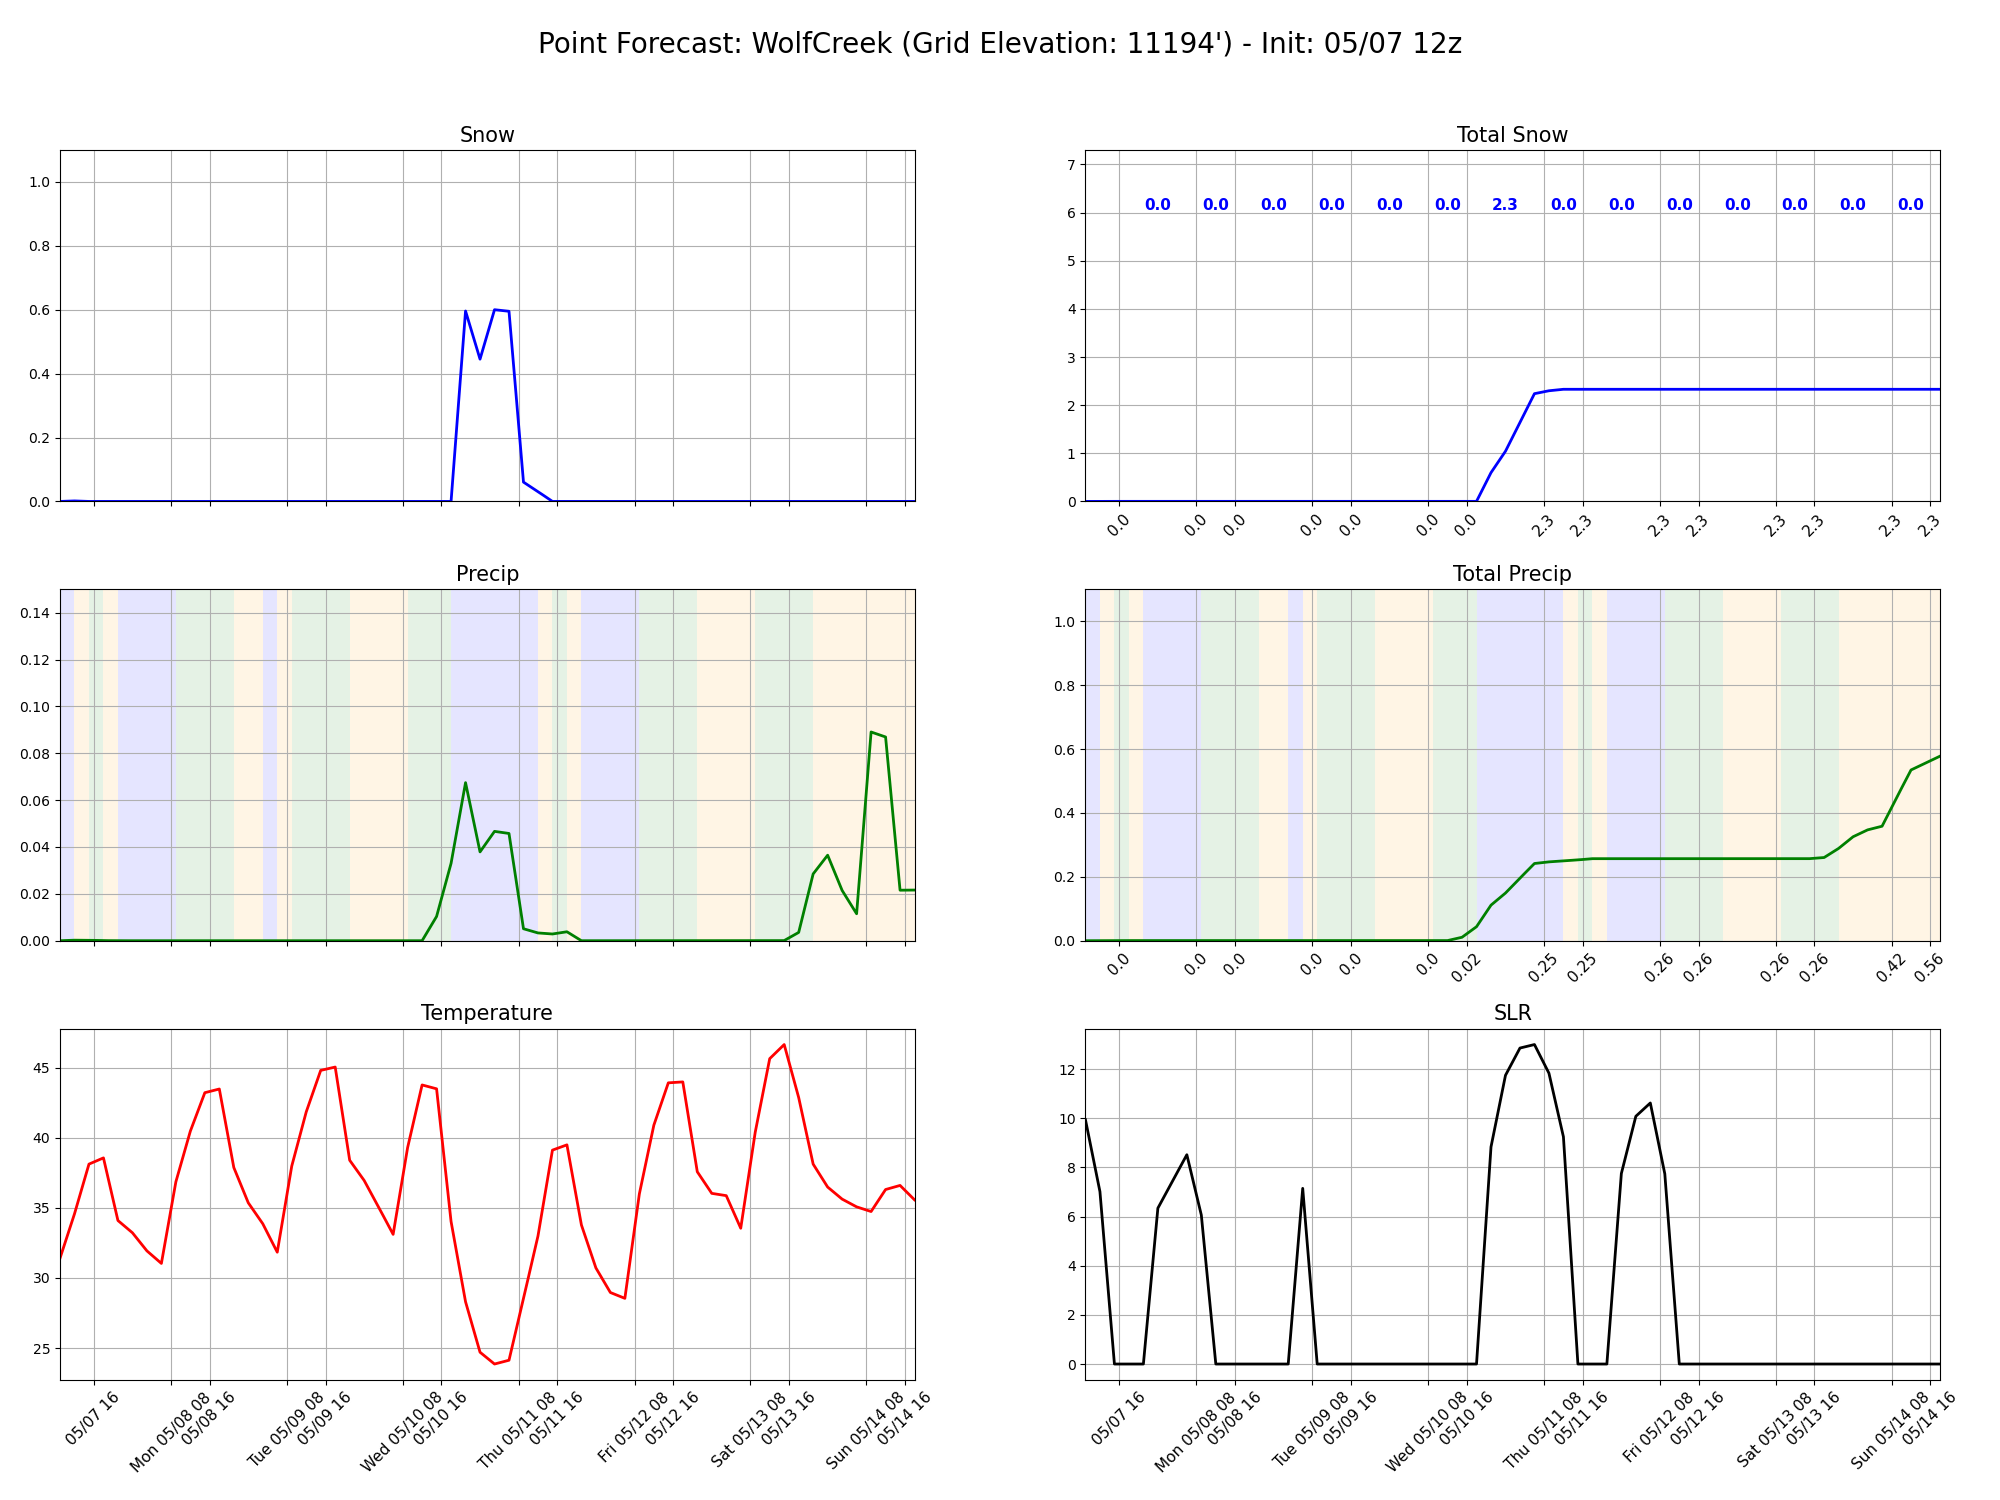 Point Forecast: WolfCreek (Grid Elevation: 11194') - Init: 05/07 12z
Snow
1.0
0.8
0.6
0.4
0.2
0.0
Total Snow
7
6
5
4
3
2
1
0
0.0 0.0 0.0 0.0 0.0 0.0 2.3 0.0 0.0 0.0 0.0 0.0 0.0 0.0
0.0 0.0 0.0 0.0 0.0 0.0 0.0 2.3 2.3 2.3 2.3 2.3 2.3 2.3 2.3
Precip
0.14
0.12
0.10
0.08
0.06
0.04
0.02
0.00
Total Precip
1.0
0.8
0.6
0.4
0.2
0.0
0.0 0.0 0.0 0.0 0.0 0.0 0.02 0.25 0.25 0.26 0.26 0.26 0.26 0.42 0.56
Temperature
45
40
35
30
25
05/07 16
Mon 05/08 08
05/08 16
Tue 05/09 08
05/09 16
Wed 05/10 08
05/10 16
Thu 05/11 08
05/11 16
Fri 05/12 08
05/12 16
Sat 05/13 08
05/13 16
Sun 05/14 08
05/14 16
SLR
12
10
8
6
4
2
0
05/07 16
Mon 05/08 08
05/08 16
Tue 05/09 08
05/09 16
Wed 05/10 08
05/10 16
Thu 05/11 08
05/11 16
Fri 05/12 08
05/12 16
Sat 05/13 08
05/13 16
Sun 05/14 08
05/14 16